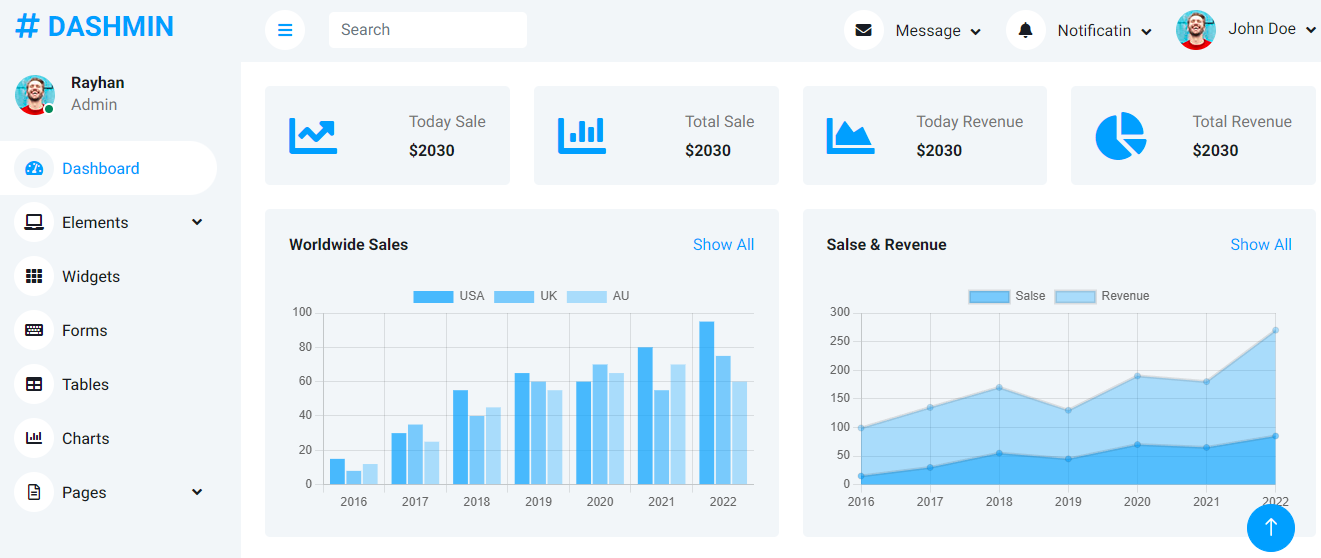 # DASHMIN
Search
Message
Notificatin
John Doe
Rayhan
Admin
Dashboard
Elements
Widgets
Forms
Tables
Charts
Pages
Today Sale
$2030
Total Sale
$2030
Today Revenue
$2030
Total Revenue
$2030
Worldwide Sales
Show All
USA UK AU
100
80
60
40
20
0
2016 2017 2018 2019 2020 2021 2022
Salse & Revenue
Show All
Salse Revenue
300
250
200
150
100
50
0
2016 2017 2018 2019 2020 2021 2022